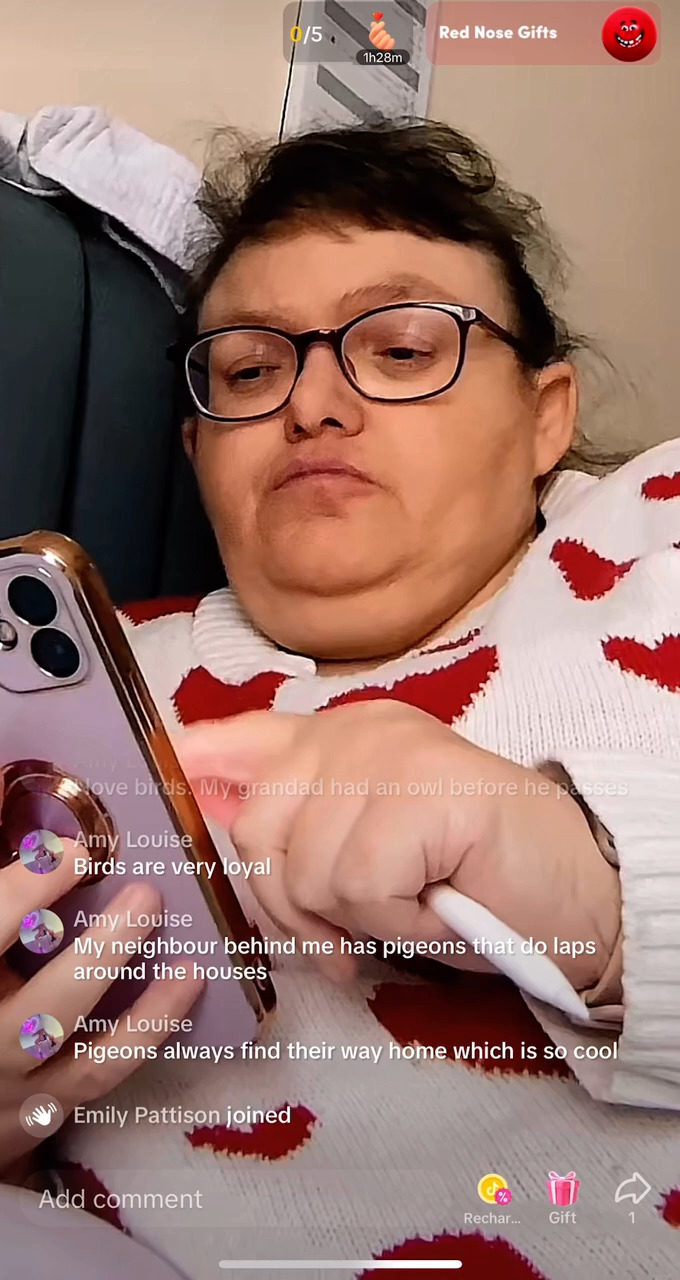 0/5
1h28m
Red Nose Gifts
I love birds. My grandad had an owl before he passes
Amy Louise
Birds are very loyal
Amy Louise
My neighbour behind me has pigeons that do laps
around the houses
Amy Louise
Pigeons always find their way home which is so cool
Emily Pattison joined
Add comment
Rechar...
Gift
1